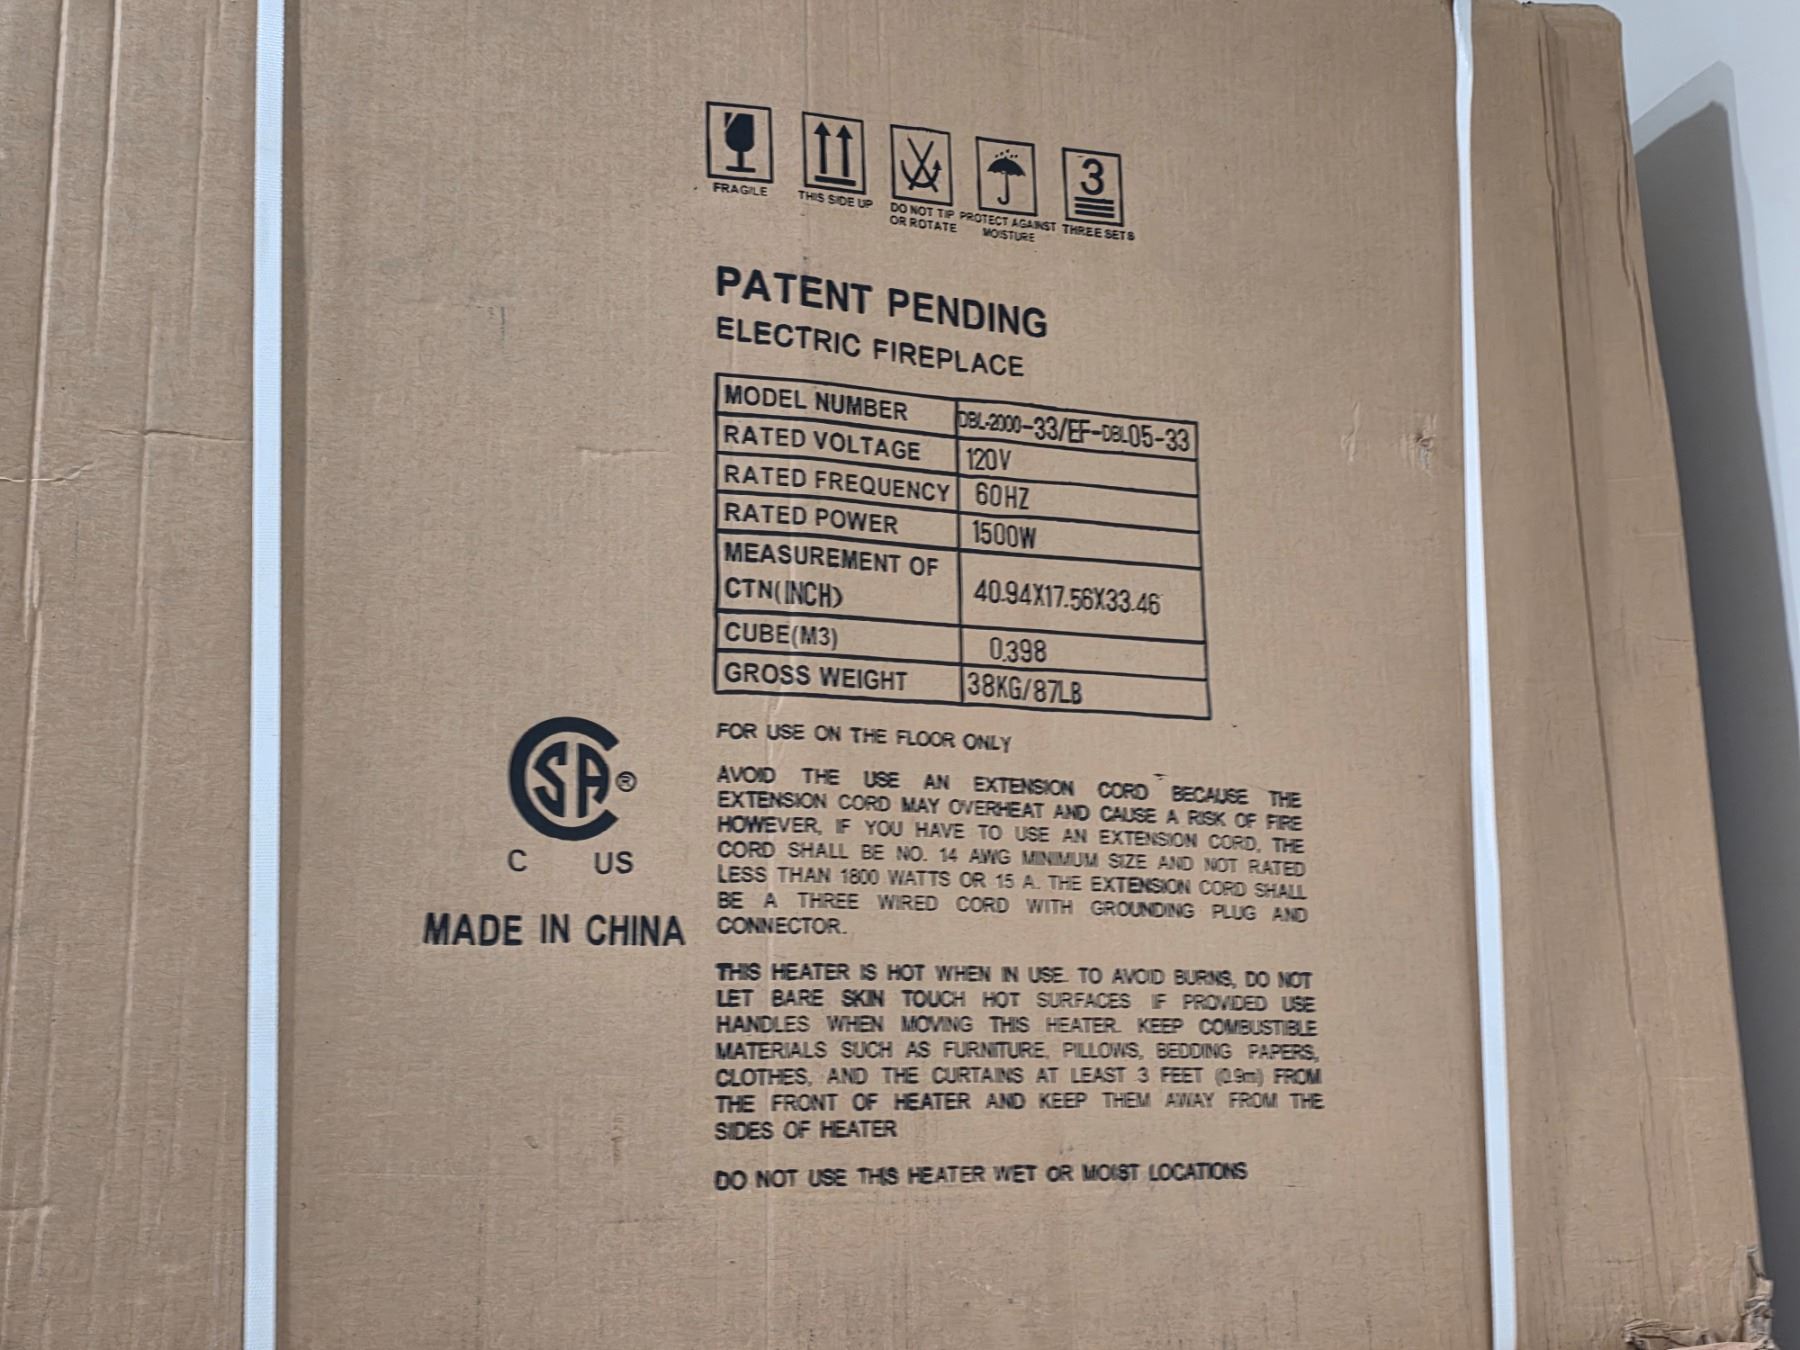 3
FRAGILE
THIS SIDE UP
DO NOT TIP
OR ROTATE
PROTECT AGAINST
MOISTURE
THREE SETS
PATENT PENDING
ELECTRIC FIREPLACE
MODEL NUMBER DBL-2000-33/EF-DBL05-33
RATED VOLTAGE 120V
RATED FREQUENCY 60HZ
RATED POWER 1500W
MEASUREMENT OF
CTN(INCH) 40.94X17.56X33.46
CUBE(M3) 0.398
GROSS WEIGHT 38KG/87LB
CSA®
C US
MADE IN CHINA
FOR USE ON THE FLOOR ONLY
AVOID THE USE AN EXTENSION CORD BECAUSE THE
EXTENSION CORD MAY OVERHEAT AND CAUSE A RISK OF FIRE
HOWEVER, IF YOU HAVE TO USE AN EXTENSION CORD, THE
CORD SHALL BE NO. 14 AWG MINIMUM SIZE AND NOT RATED
LESS THAN 1800 WATTS OR 15 A. THE EXTENSION CORD SHALL
BE A THREE WIRED CORD WITH GROUNDING PLUG AND
CONNECTOR.
THIS HEATER IS HOT WHEN IN USE. TO AVOID BURNS, DO NOT
LET BARE SKIN TOUCH HOT SURFACES IF PROVIDED USE
HANDLES WHEN MOVING THIS HEATER. KEEP COMBUSTIBLE
MATERIALS SUCH AS FURNITURE, PILLOWS, BEDDING PAPERS,
CLOTHES, AND THE CURTAINS AT LEAST 3 FEET (0.9m) FROM
THE FRONT OF HEATER AND KEEP THEM AWAY FROM THE
SIDES OF HEATER
DO NOT USE THIS HEATER WET OR MOIST LOCATIONS